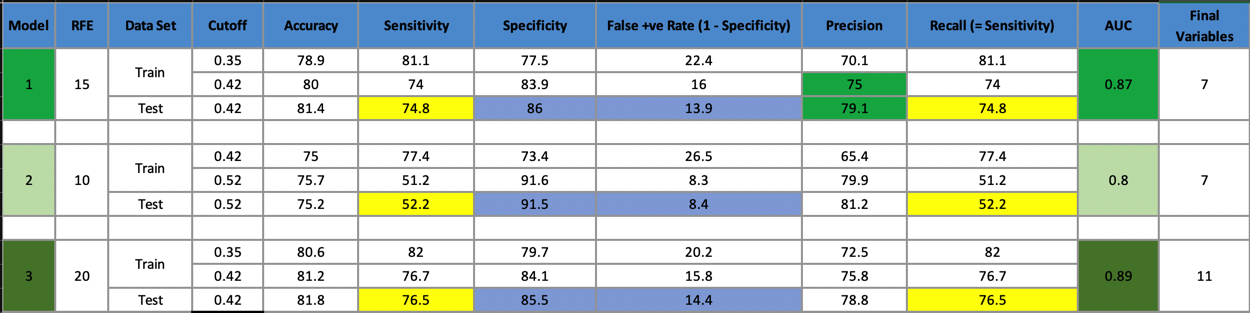 Model RFE Data Set Cutoff Accuracy Sensitivity Specificity False +ve Rate (1 - Specificity) Precision Recall (= Sensitivity) AUC Final Variables
1 15 Train 0.35 78.9 81.1 77.5 22.4 70.1 81.1 0.87 7
0.42 80 74 83.9 16 75 74
Test 0.42 81.4 74.8 86 13.9 79.1 74.8
2 10 Train 0.42 75 77.4 73.4 26.5 65.4 77.4 0.8 7
0.52 75.7 51.2 91.6 8.3 79.9 51.2
Test 0.52 75.2 52.2 91.5 8.4 81.2 52.2
3 20 Train 0.35 80.6 82 79.7 20.2 72.5 82 0.89 11
0.42 81.2 76.7 84.1 15.8 75.8 76.7
Test 0.42 81.8 76.5 85.5 14.4 78.8 76.5